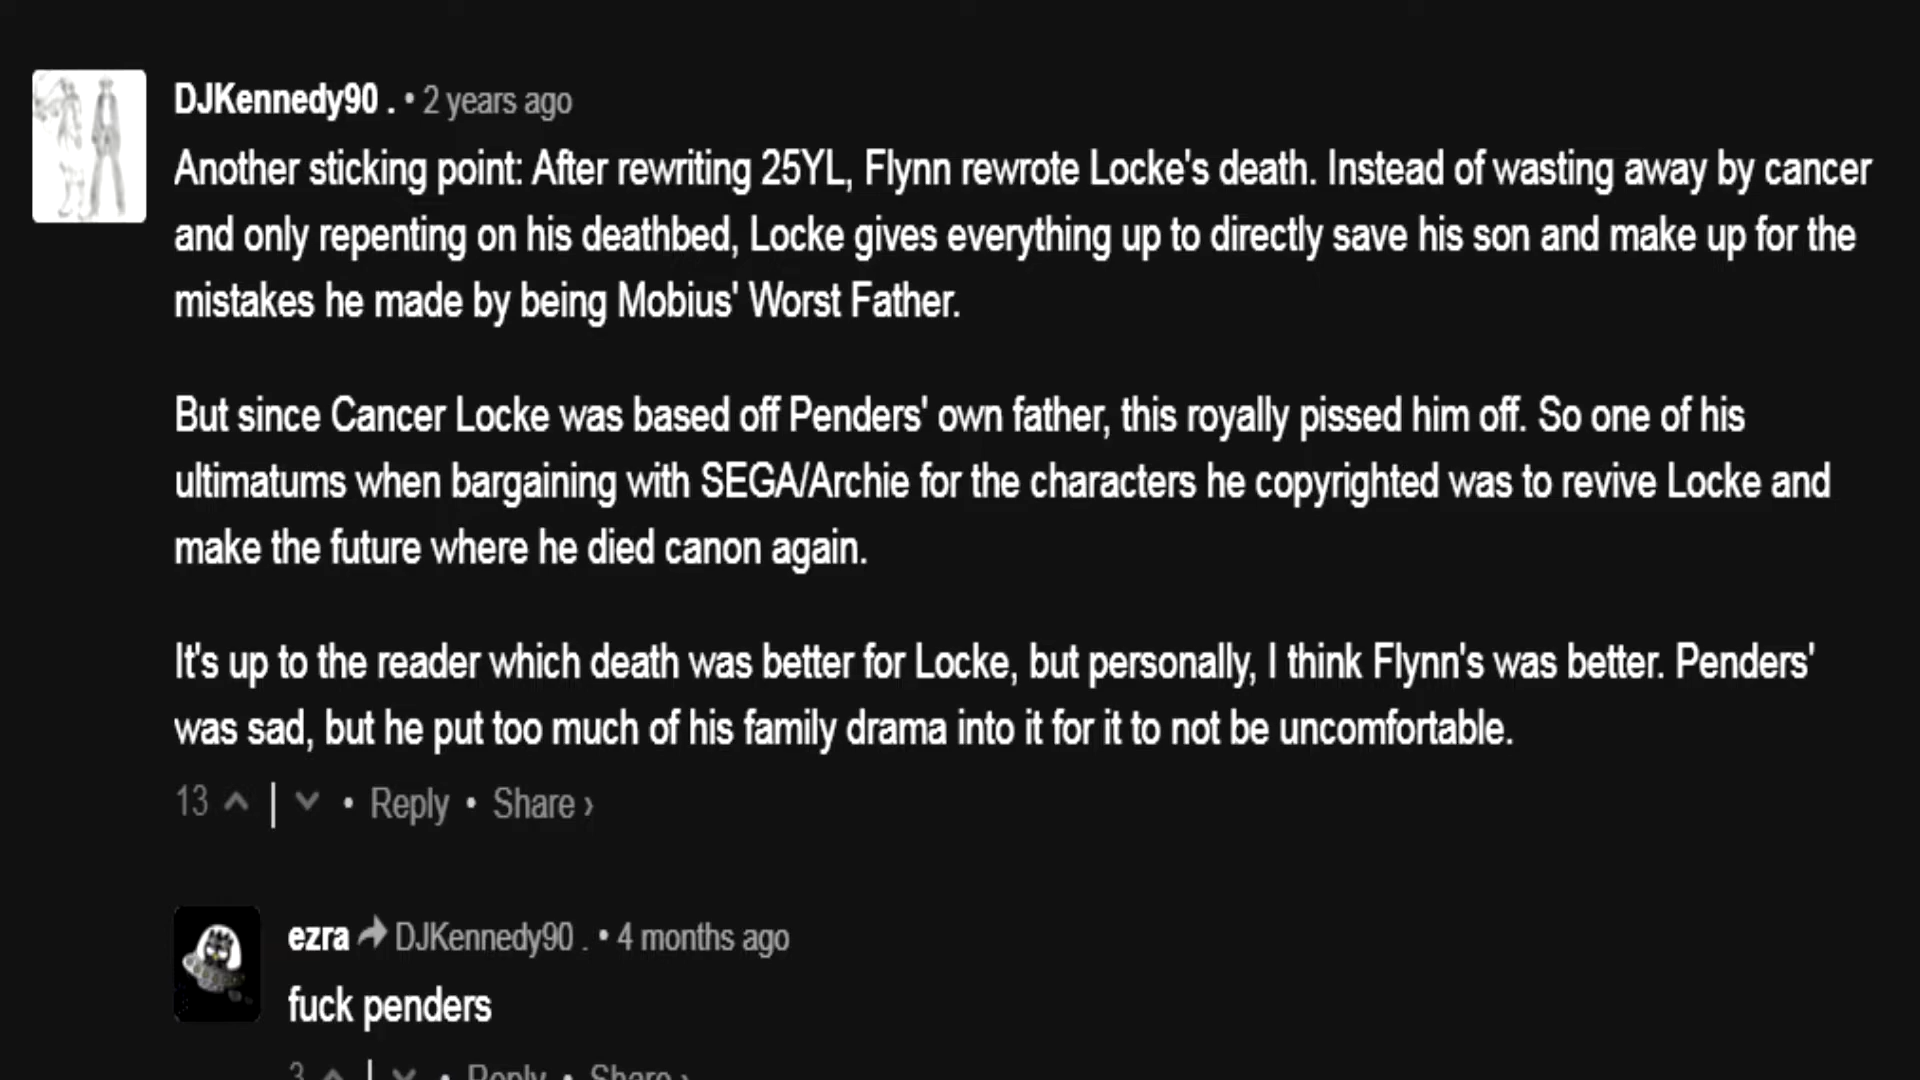 DJKennedy90 . • 2 years ago
Another sticking point: After rewriting 25YL, Flynn rewrote Locke's death. Instead of wasting away by cancer
and only repenting on his deathbed, Locke gives everything up to directly save his son and make up for the
mistakes he made by being Mobius' Worst Father.
But since Cancer Locke was based off Penders' own father, this royally pissed him off. So one of his
ultimatums when bargaining with SEGA/Archie for the characters he copyrighted was to revive Locke and
make the future where he died canon again.
It's up to the reader which death was better for Locke, but personally, I think Flynn's was better. Penders'
was sad, but he put too much of his family drama into it for it to not be uncomfortable.
13 | • Reply • Share ›
ezra DJKennedy90 . • 4 months ago
fuck penders
3 | • Reply • Share ›